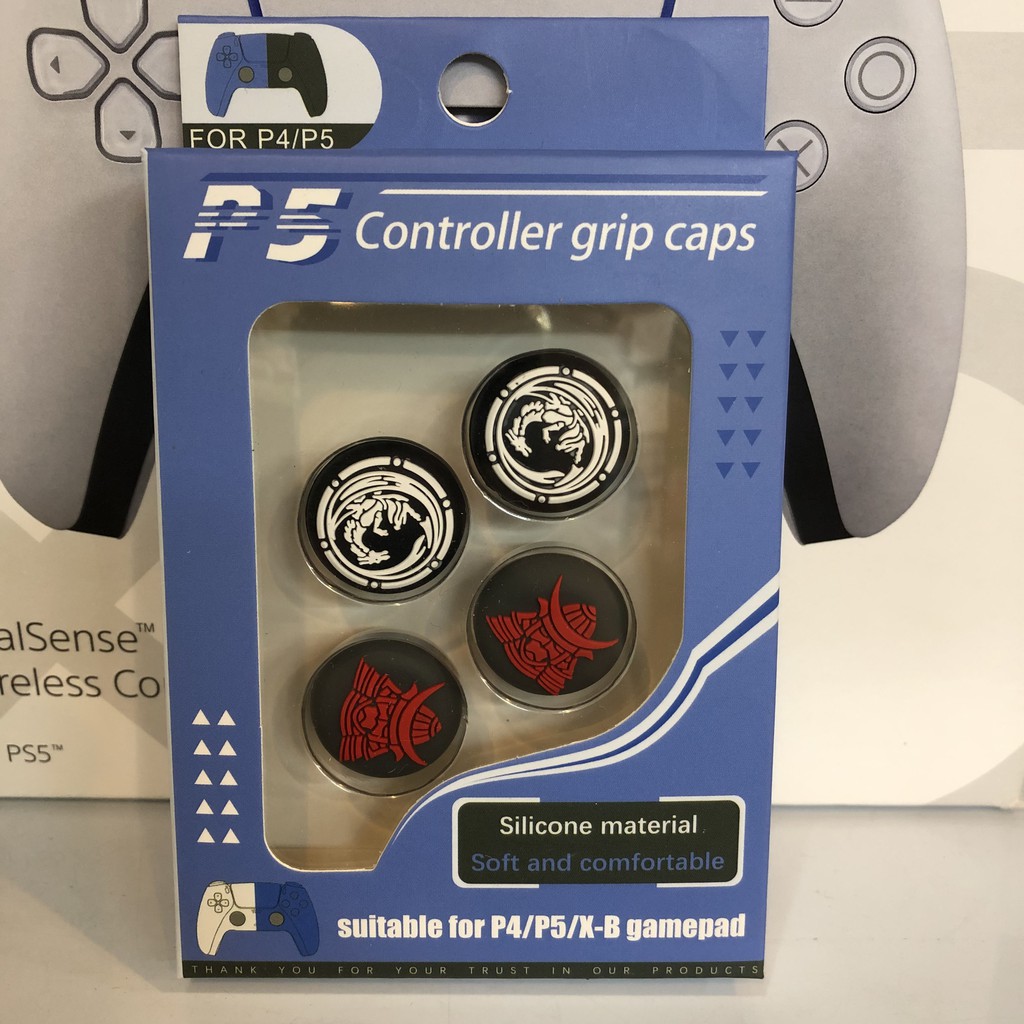 FOR P4/P5
P5 Controller grip caps
alSense™
reless Co
PS5™
Silicone material
Soft and comfortable
suitable for P4/P5/X-B gamepad
THANK YOU FOR YOUR TRUST IN OUR PRODUCTS